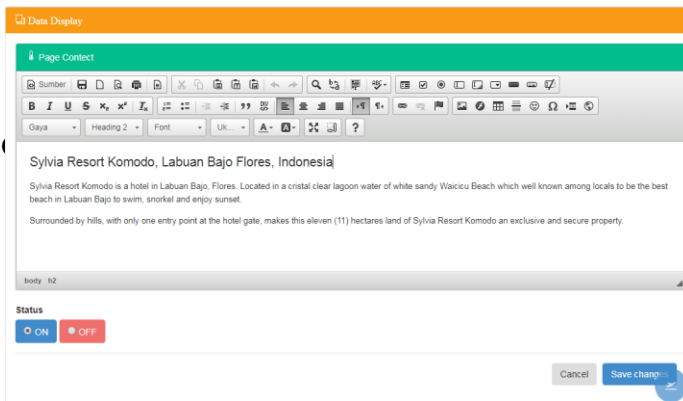 Data Display
Page Contect
Sumber
B I U S x₂ x² Iₓ
Gaya Heading 2 Font Uk... A A ?
Sylvia Resort Komodo, Labuan Bajo Flores, Indonesia
Sylvia Resort Komodo is a hotel in Labuan Bajo, Flores. Located in a cristal clear lagoon water of white sandy Waicicu Beach which well known among locals to be the best
beach in Labuan Bajo to swim, snorkel and enjoy sunset.
Surrounded by hills, with only one entry point at the hotel gate, makes this eleven (11) hectares land of Sylvia Resort Komodo an exclusive and secure property.
body h2
Status
ON OFF
Cancel Save changes